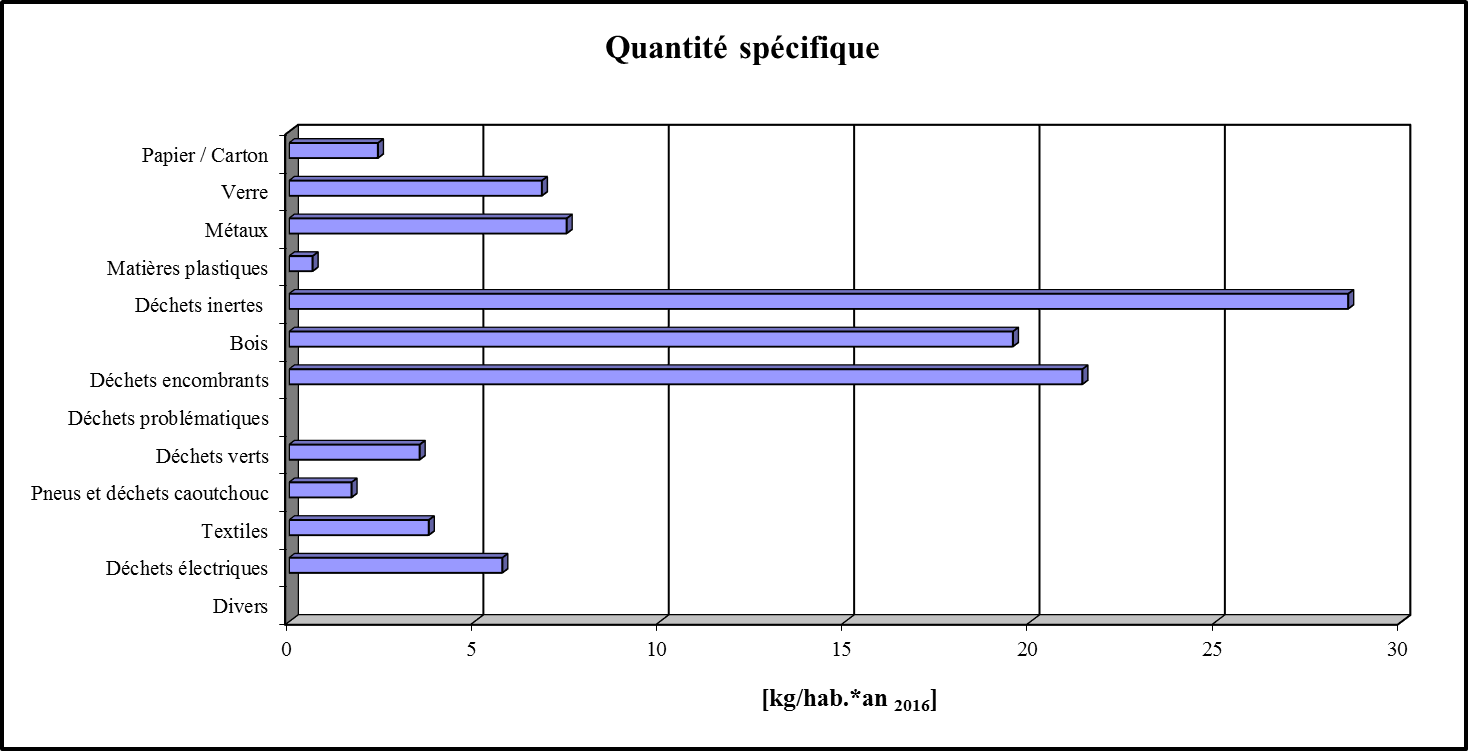 Quantité spécifique
Papier / Carton
Verre
Métaux
Matières plastiques
Déchets inertes
Bois
Déchets encombrants
Déchets problématiques
Déchets verts
Pneus et déchets caoutchouc
Textiles
Déchets électriques
Divers
0 5 10 15 20 25 30
[kg/hab.*an 2016]